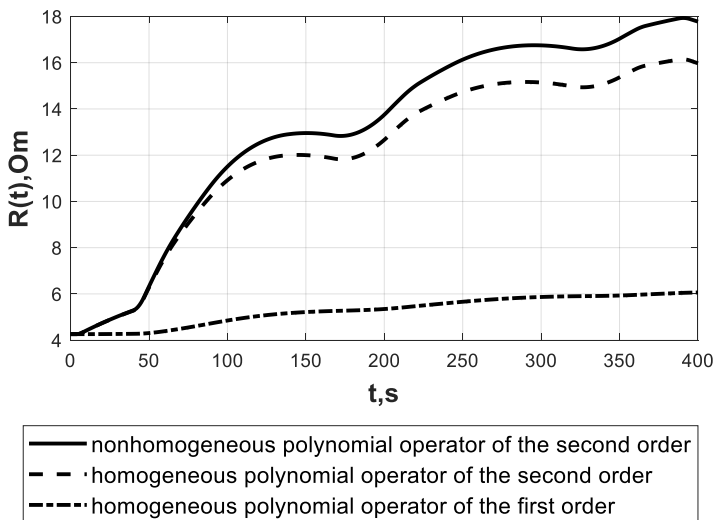 18
16
14
12
10
8
6
4
R(t),Om
0 50 100 150 200 250 300 350 400
t,s
nonhomogeneous polynomial operator of the second order
homogeneous polynomial operator of the second order
homogeneous polynomial operator of the first order